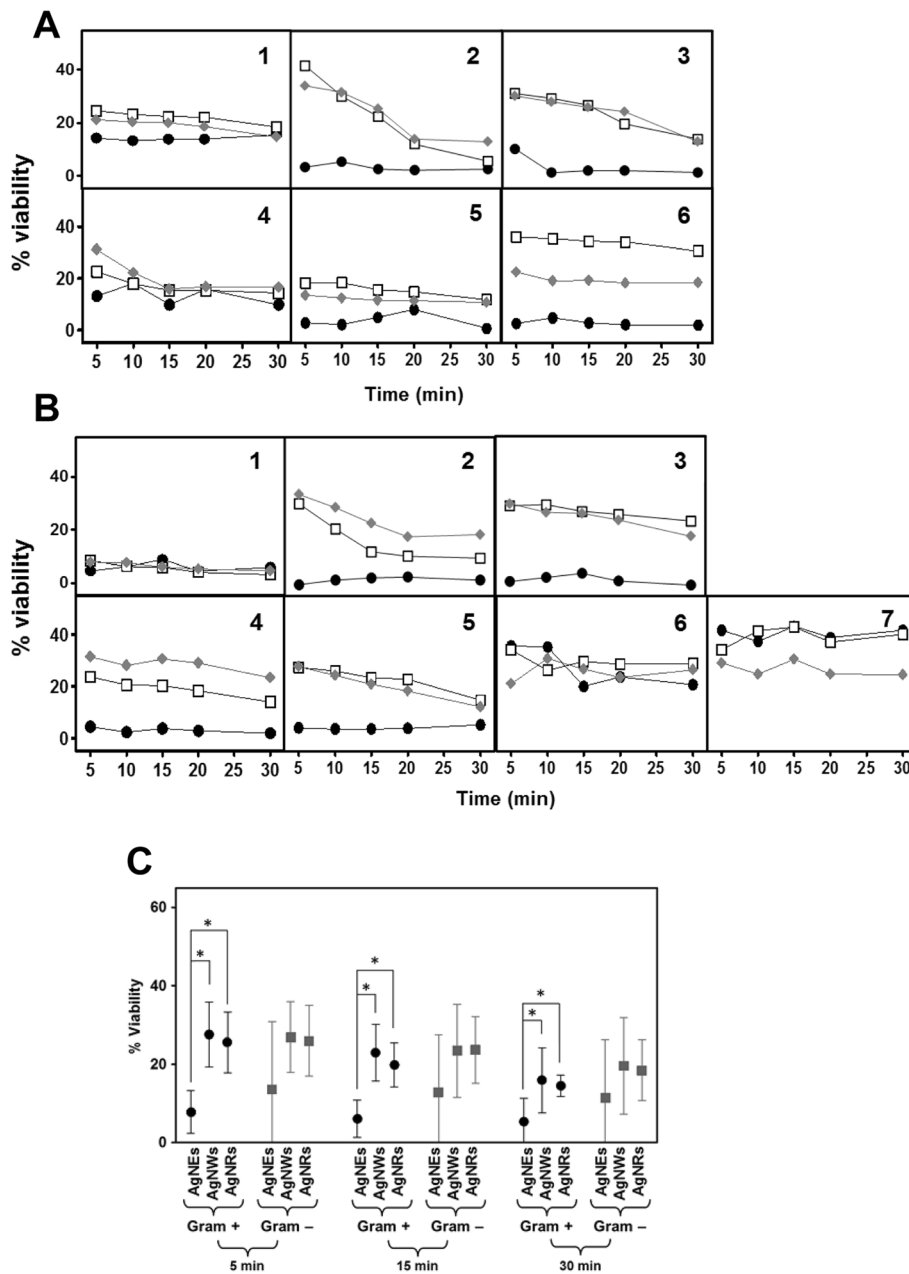 A
1 2 3
40
20
0
% viability
4 5 6
40
20
0
5 10 15 20 25 30 5 10 15 20 25 30 5 10 15 20 25 30
Time (min)
B
1 2 3
40
20
0
% viability
4 5 6 7
40
20
0
5 10 15 20 25 30 5 10 15 20 25 30 5 10 15 20 25 30 5 10 15 20 25 30
Time (min)
C
60
40
20
0
% Viability
* * * * * *
AgNEs AgNWs AgNRs AgNEs AgNWs AgNRs AgNEs AgNWs AgNRs AgNEs AgNWs AgNRs AgNEs AgNWs AgNRs AgNEs AgNWs AgNRs
Gram + Gram – Gram + Gram – Gram + Gram –
5 min 15 min 30 min